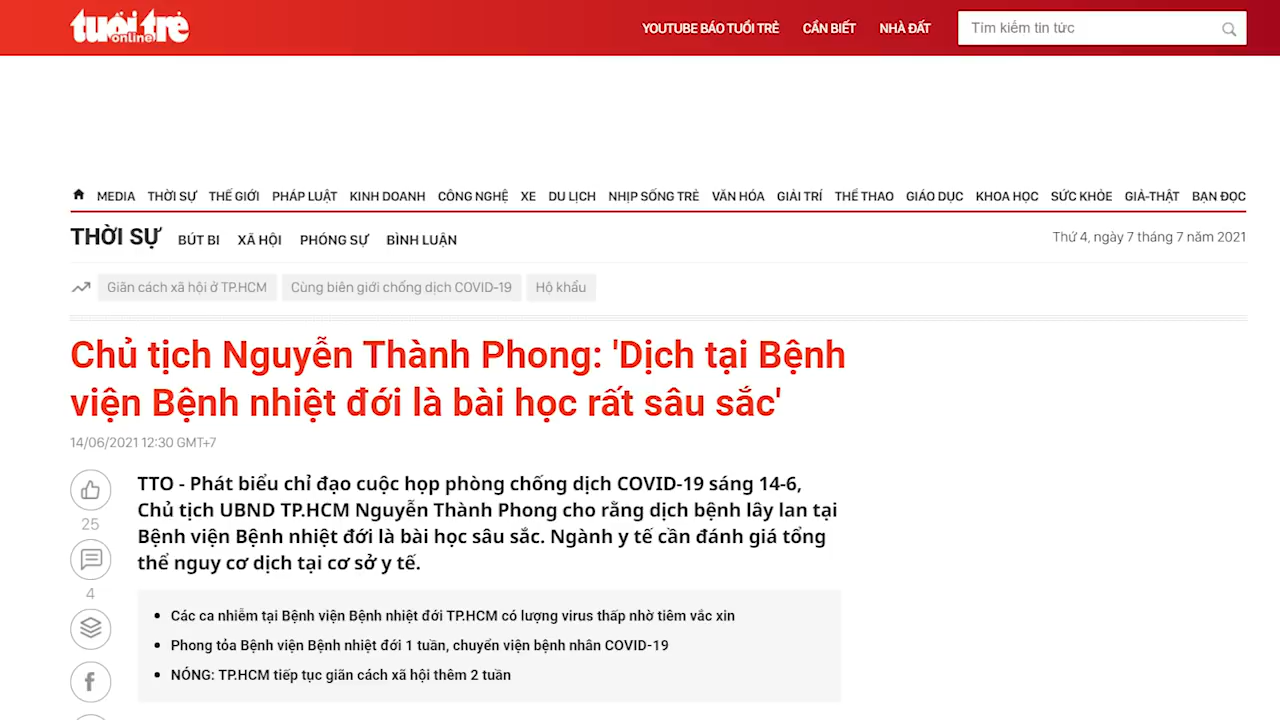 tuổi trẻ
online
YOUTUBE BÁO TUỔI TRẺ CẦN BIẾT NHÀ ĐẤT Tìm kiếm tin tức
MEDIA THỜI SỰ THẾ GIỚI PHÁP LUẬT KINH DOANH CÔNG NGHỆ XE DU LỊCH NHỊP SỐNG TRẺ VĂN HÓA GIẢI TRÍ THỂ THAO GIÁO DỤC KHOA HỌC SỨC KHỎE GIẢ-THẬT BẠN ĐỌC
THỜI SỰ BÚT BI XÃ HỘI PHÓNG SỰ BÌNH LUẬN Thứ 4, ngày 7 tháng 7 năm 2021
Giãn cách xã hội ở TP.HCM Cùng biên giới chống dịch COVID-19 Hộ khẩu
Chủ tịch Nguyễn Thành Phong: 'Dịch tại Bệnh
viện Bệnh nhiệt đới là bài học rất sâu sắc'
14/06/2021 12:30 GMT+7
TTO - Phát biểu chỉ đạo cuộc họp phòng chống dịch COVID-19 sáng 14-6,
Chủ tịch UBND TP.HCM Nguyễn Thành Phong cho rằng dịch bệnh lây lan tại
Bệnh viện Bệnh nhiệt đới là bài học sâu sắc. Ngành y tế cần đánh giá tổng
thể nguy cơ dịch tại cơ sở y tế.
25
4
Các ca nhiễm tại Bệnh viện Bệnh nhiệt đới TP.HCM có lượng virus thấp nhờ tiêm vắc xin
Phong tỏa Bệnh viện Bệnh nhiệt đới 1 tuần, chuyển viện bệnh nhân COVID-19
NÓNG: TP.HCM tiếp tục giãn cách xã hội thêm 2 tuần